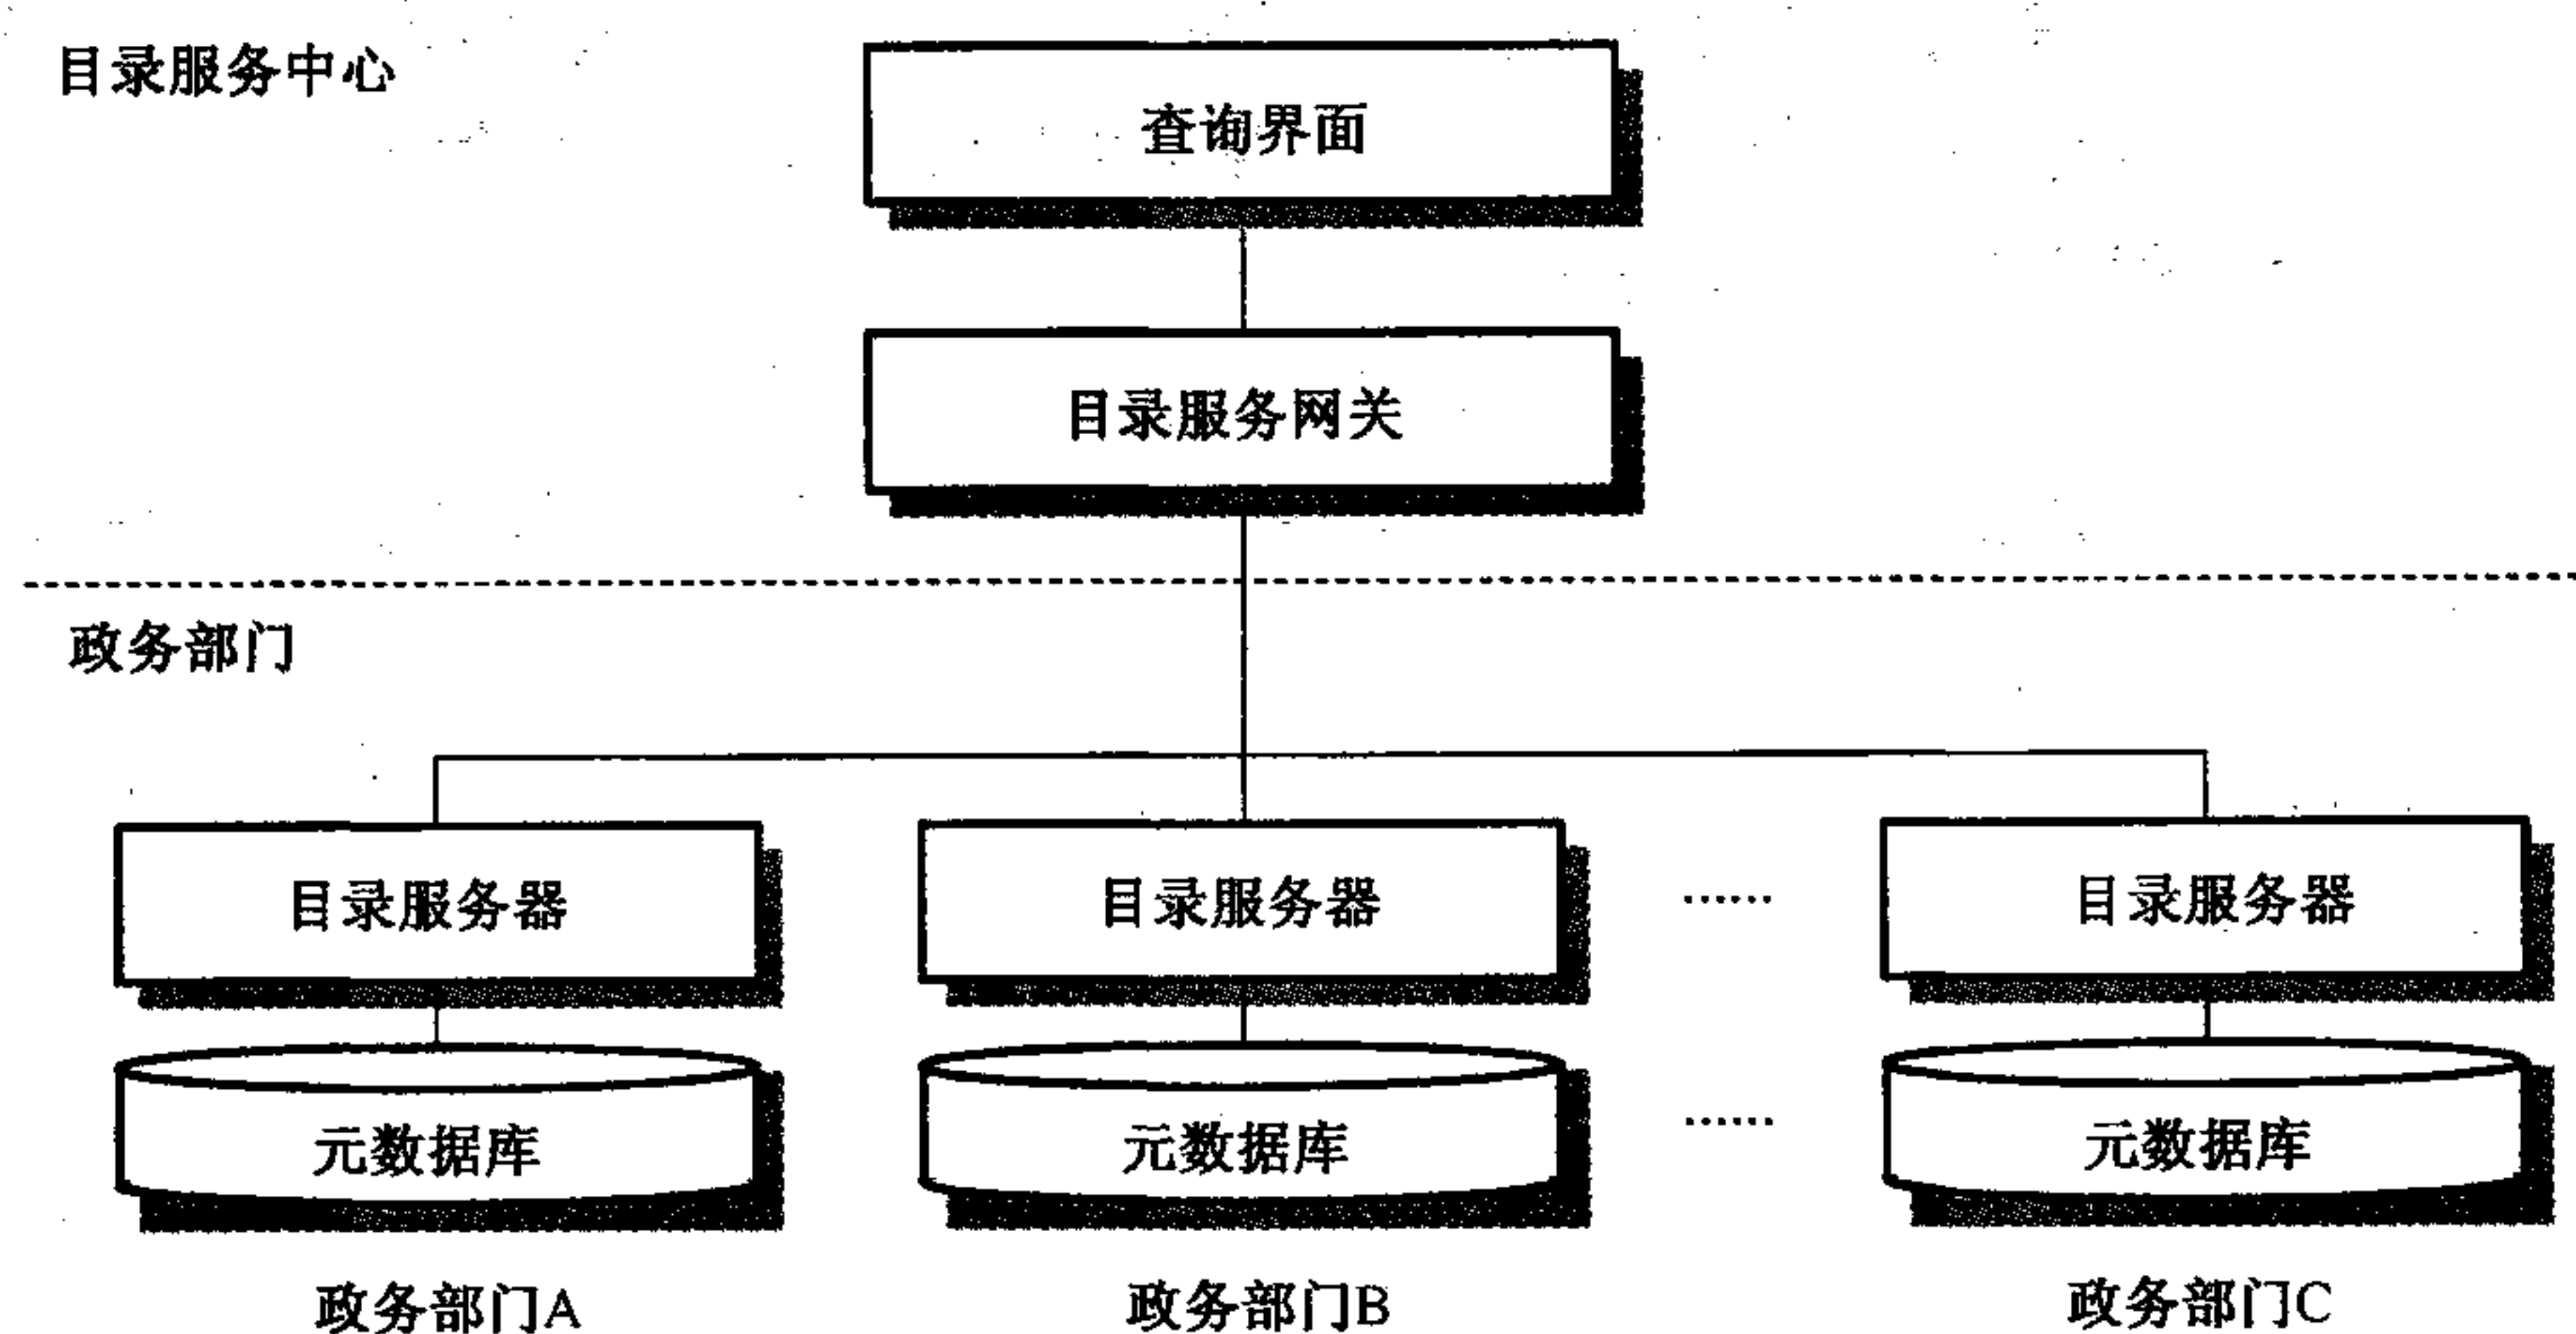 目录服务中心
查询界面
目录服务网关
政务部门
目录服务器 目录服务器 …… 目录服务器
元数据库 元数据库 …… 元数据库
政务部门A 政务部门B 政务部门C